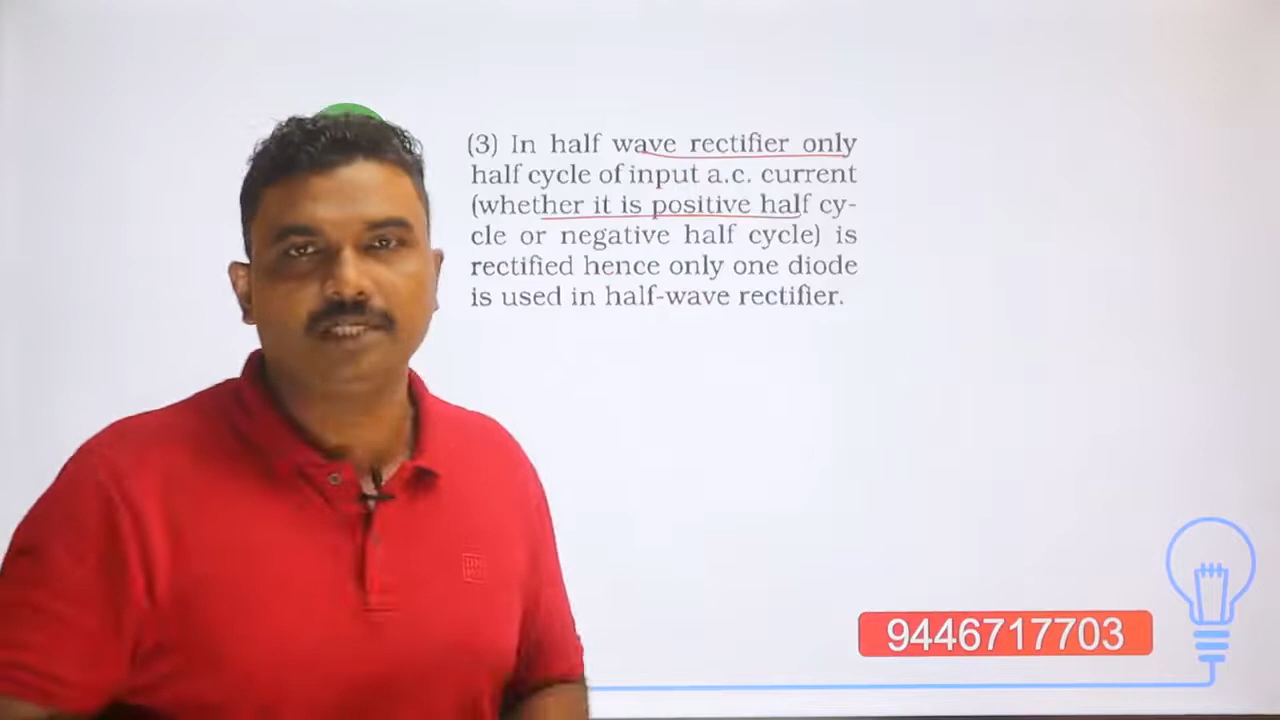 (3) In half wave rectifier only
half cycle of input a.c. current
(whether it is positive half cy-
cle or negative half cycle) is
rectified hence only one diode
is used in half-wave rectifier.
9446717703